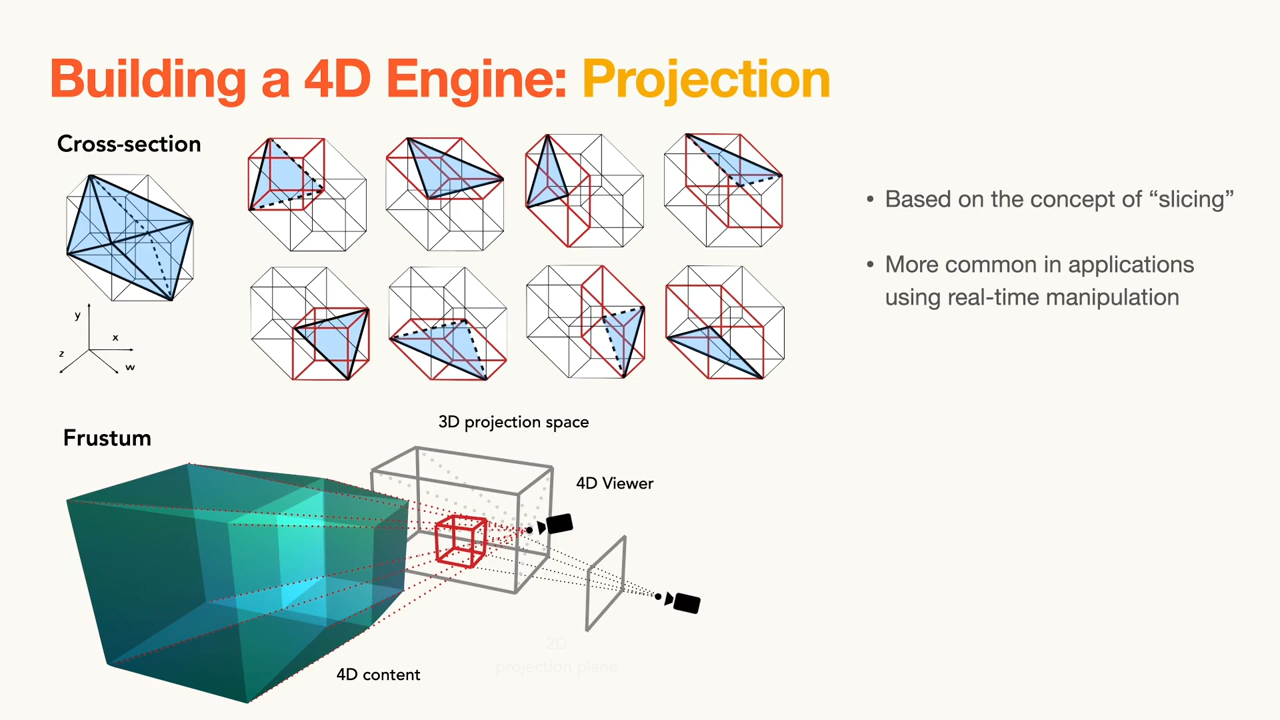 Building a 4D Engine: Projection
Cross-section
y
x
z
w
• Based on the concept of “slicing”
• More common in applications
using real-time manipulation
Frustum
3D projection space
4D Viewer
4D content
2D
projection plane